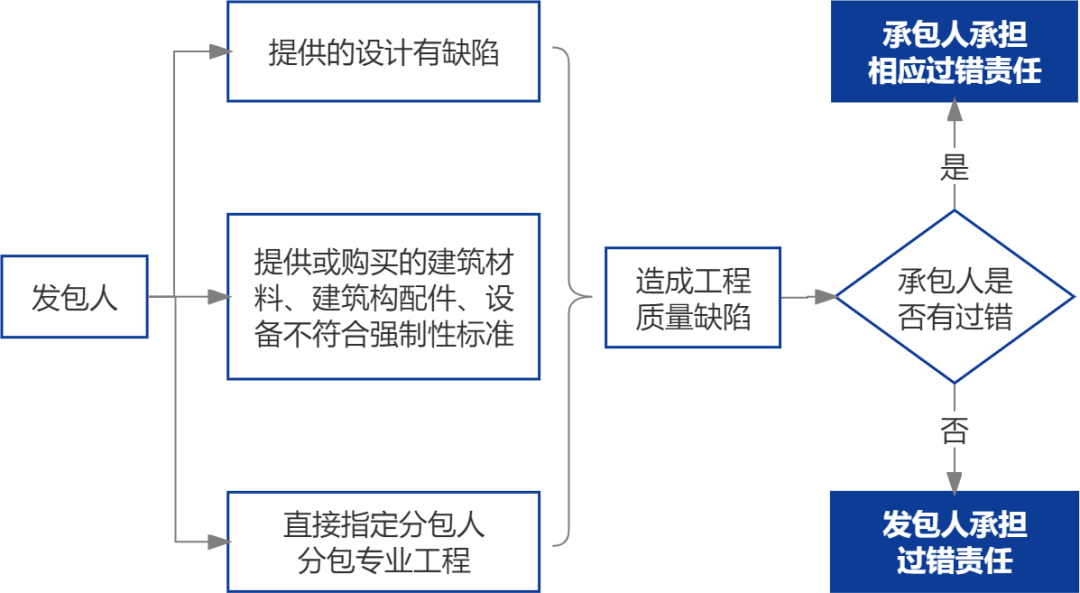 发包人
提供的设计有缺陷
提供或购买的建筑材
料、建筑构配件、设
备不符合强制性标准
直接指定分包人
分包专业工程
造成工程
质量缺陷
承包人是
否有过错
是
承包人承担
相应过错责任
否
发包人承担
过错责任